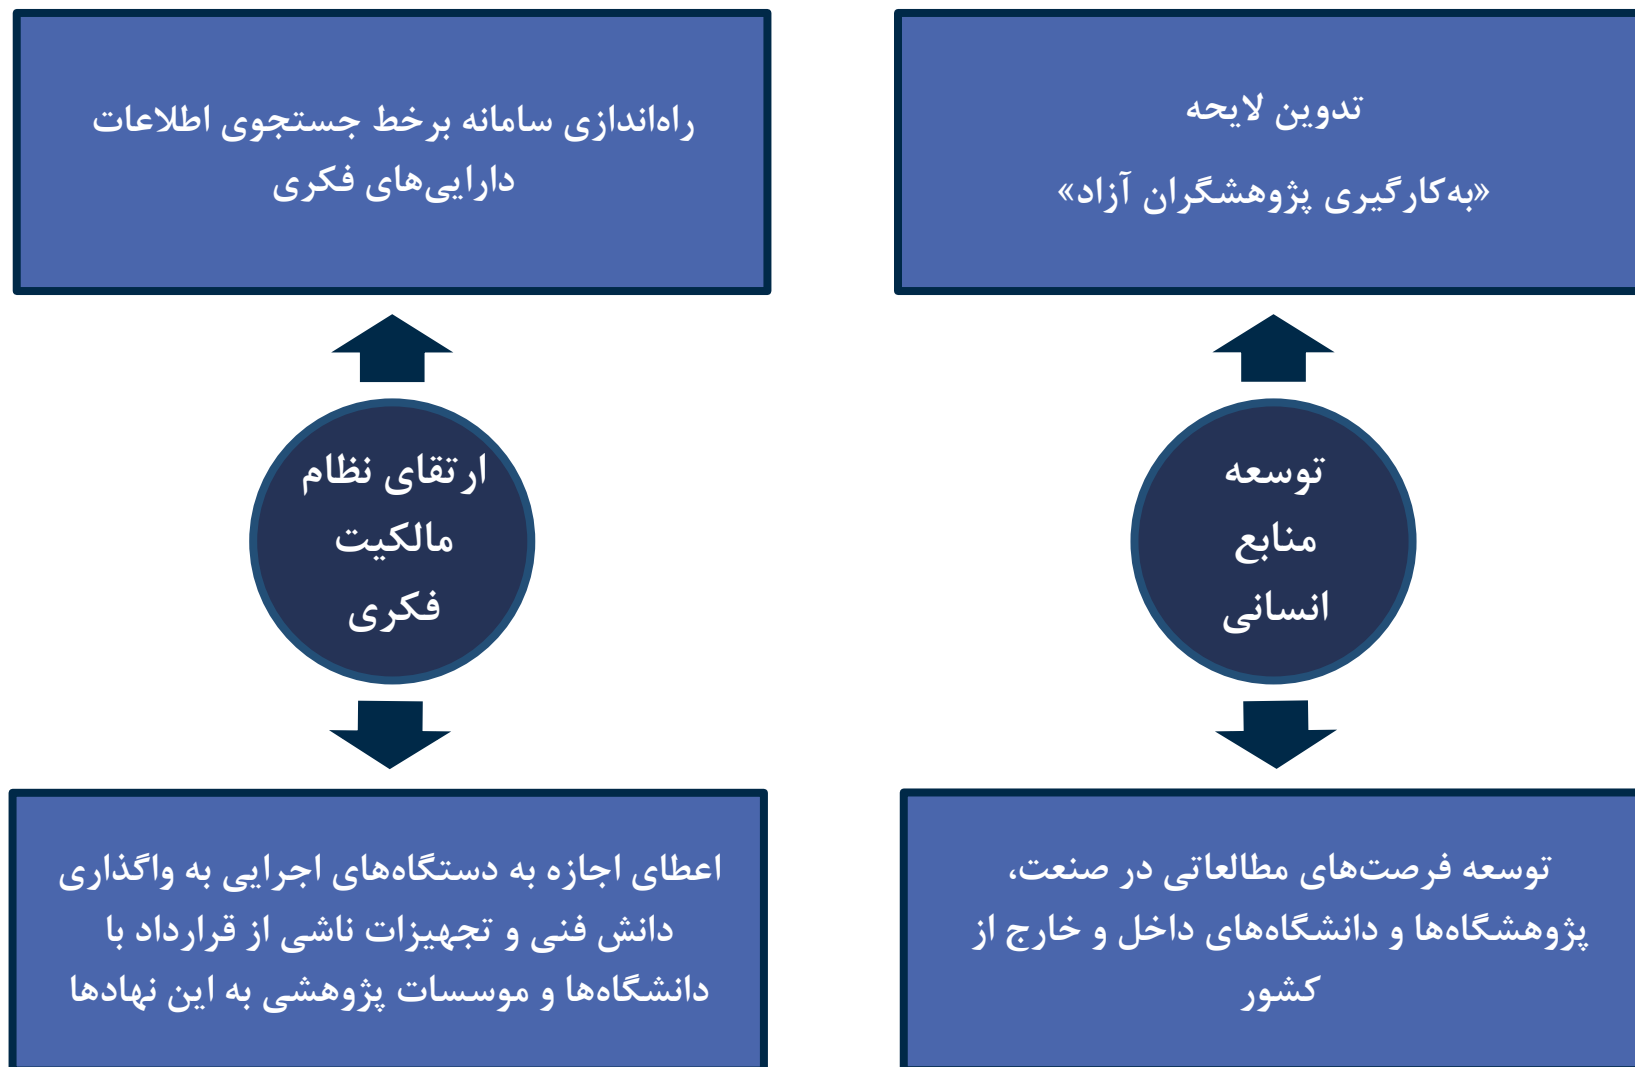 تدوین لایحه
«به‌کارگیری پژوهشگران آزاد»
توسعه
منابع
انسانی
توسعه فرصت‌های مطالعاتی در صنعت،
پژوهشگاه‌ها و دانشگاه‌های داخل و خارج از
کشور
راه‌اندازی سامانه برخط جستجوی اطلاعات
دارایی‌های فکری
ارتقای نظام
مالکیت
فکری
اعطای اجازه به دستگاه‌های اجرایی به واگذاری
دانش فنی و تجهیزات ناشی از قرارداد با
دانشگاه‌ها و موسسات پژوهشی به این نهادها